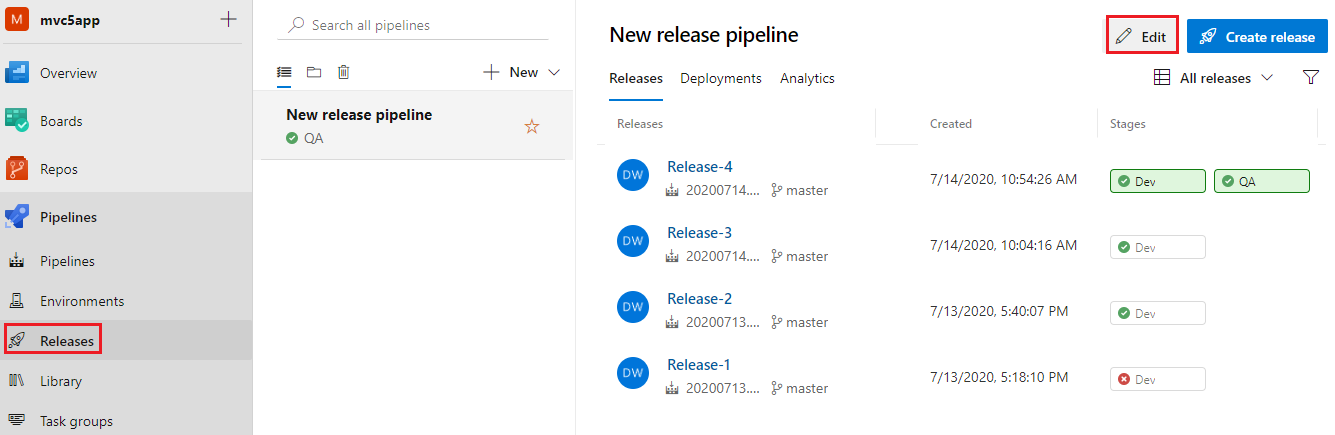 M mvc5app
Overview
Boards
Repos
Pipelines
Pipelines
Environments
Releases
Library
Task groups
Search all pipelines
New
New release pipeline
QA
New release pipeline
Edit
Create release
Releases Deployments Analytics
All releases
Releases Created Stages
DW Release-4
20200714.... master
7/14/2020, 10:54:26 AM
Dev QA
DW Release-3
20200714.... master
7/14/2020, 10:04:16 AM
Dev
DW Release-2
20200713.... master
7/13/2020, 5:40:07 PM
Dev
DW Release-1
20200713.... master
7/13/2020, 5:18:10 PM
Dev